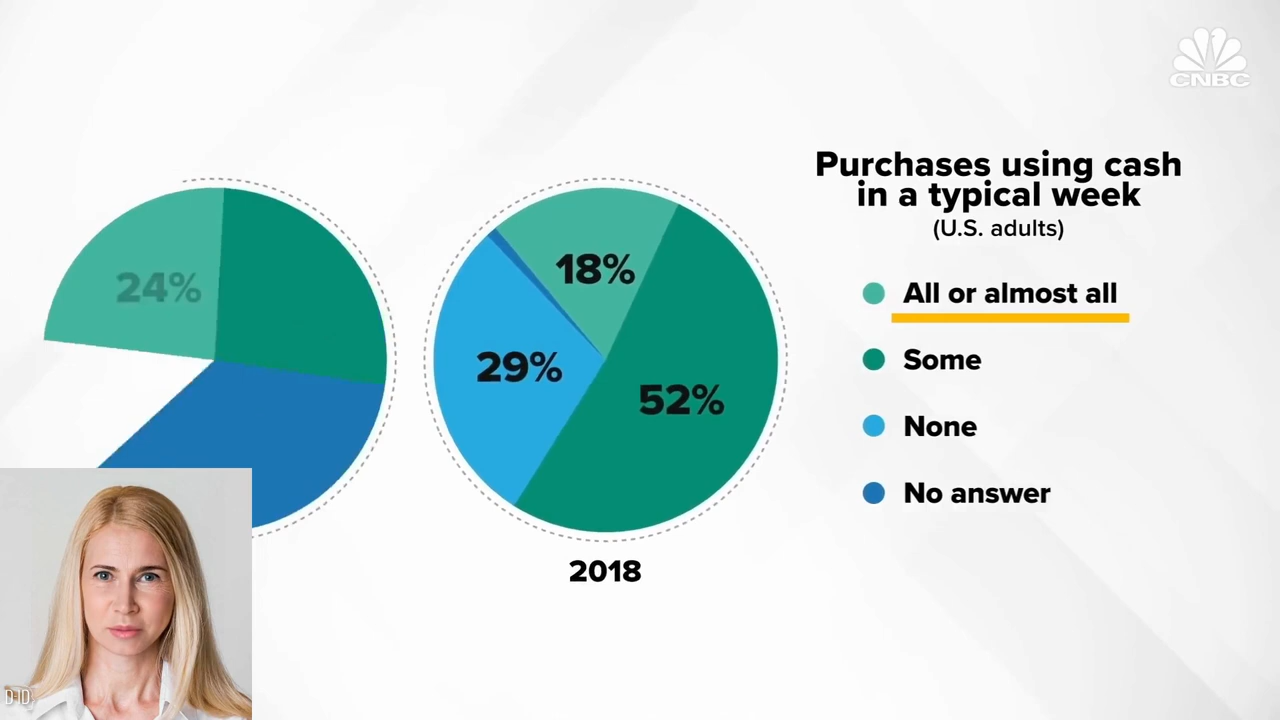 CNBC
Purchases using cash
in a typical week
(U.S. adults)
24%
18%
29%
52%
All or almost all
Some
None
No answer
2018
D-ID